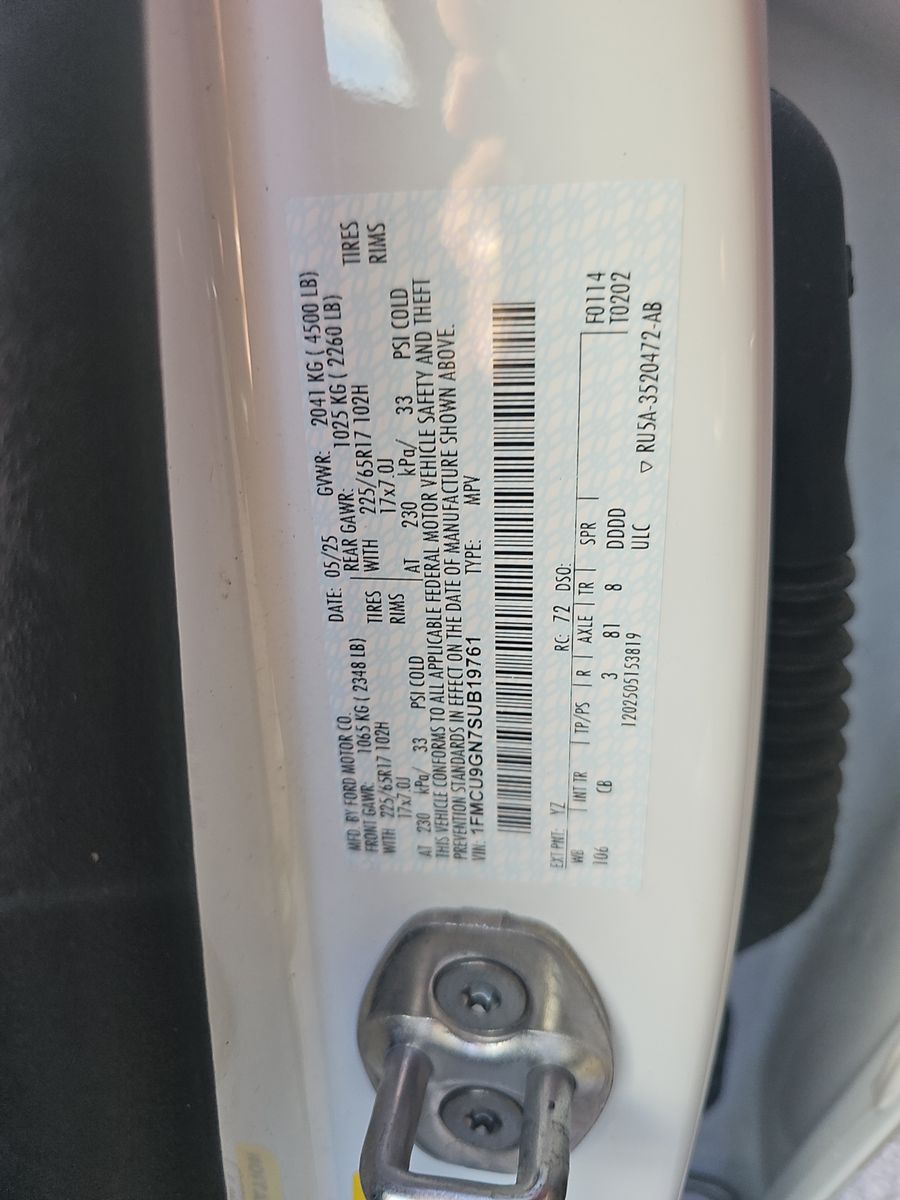 MFD. BY FORD MOTOR CO. DATE: 05/25 GVWR: 2041 KG ( 4500 LB)
FRONT GAWR: 1065 KG ( 2348 LB) REAR GAWR: 1025 KG ( 2260 LB)
WITH 225/65R17 102H TIRES WITH 225/65R17 102H TIRES
17x7.0J RIMS 17x7.0J RIMS
AT 230 kPa/ 33 PSI COLD AT 230 kPa/ 33 PSI COLD
THIS VEHICLE CONFORMS TO ALL APPLICABLE FEDERAL MOTOR VEHICLE SAFETY AND THEFT
PREVENTION STANDARDS IN EFFECT ON THE DATE OF MANUFACTURE SHOWN ABOVE.
VIN: 1FMCU9GN7SUB19761 TYPE: MPV
EXT PNT: YZ RC: 72 DSO:
WB INT TR TP/PS R AXLE TR SPR F0114
106 CB 3 81 8 DDDD T0202
ULC
1202505153819 ▽ RU5A-3520472-AB